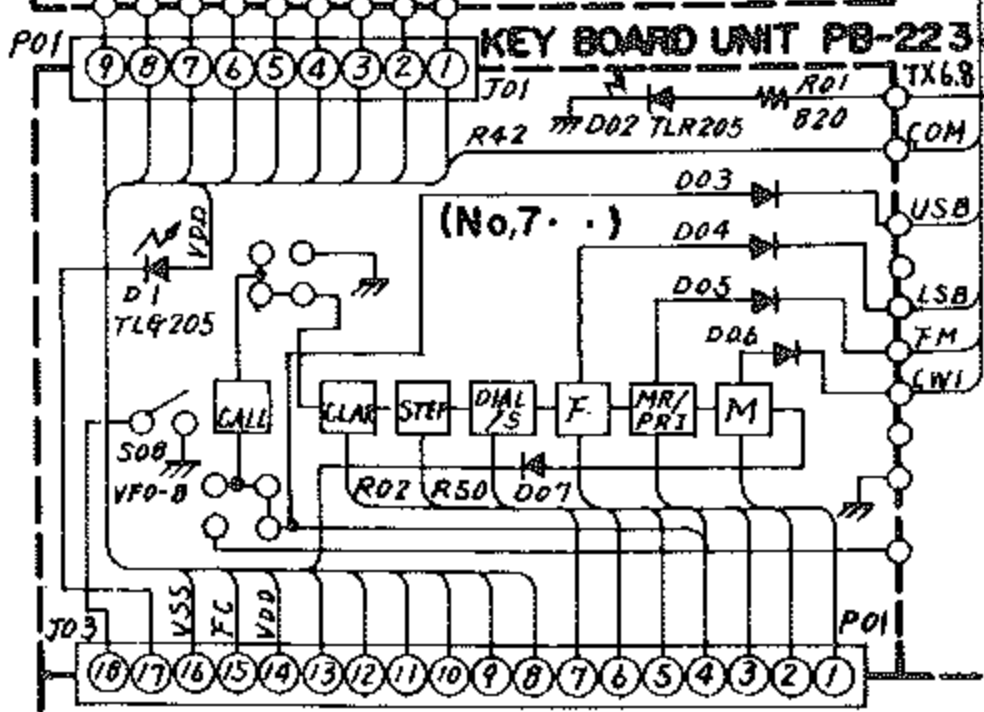 P01
KEY BOARD UNIT PB-223
9 8 7 6 5 4 3 2 1
J01
TX6.8
R01
D02 TLR205
820
COM
R42
D03
USB
(No,7· ·)
D04
VDD
D05
LSB
D1
TLG205
D06
FM
CW1
CALL
CLAR
STEP
DIAL/S
F
MR/PRI
M
S08
VFO-B
R02
R50
D07
VSS
FC
VDD
J03
P01
18 17 16 15 14 13 12 11 10 9 8 7 6 5 4 3 2 1